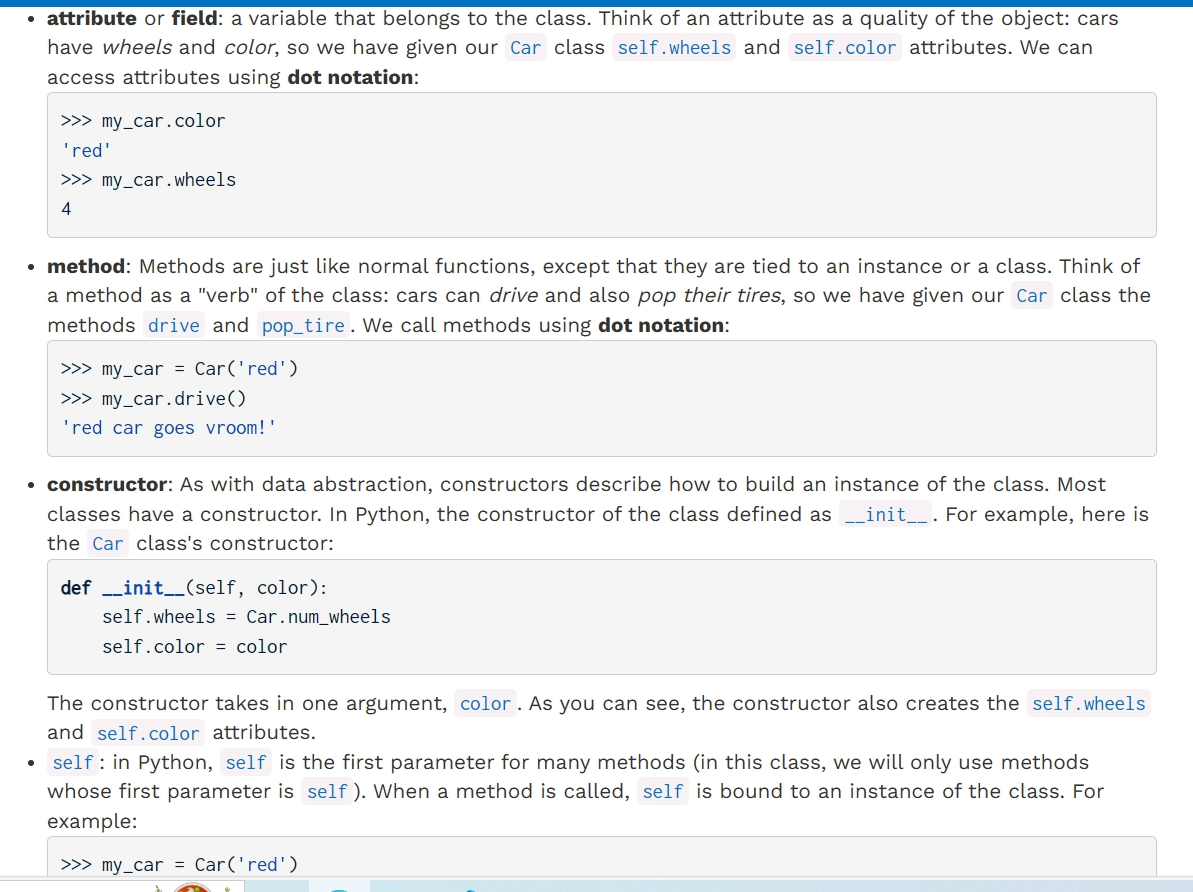 • attribute or field: a variable that belongs to the class. Think of an attribute as a quality of the object: cars
have wheels and color, so we have given our Car class self.wheels and self.color attributes. We can
access attributes using dot notation:
>>> my_car.color
'red'
>>> my_car.wheels
4
• method: Methods are just like normal functions, except that they are tied to an instance or a class. Think of
a method as a "verb" of the class: cars can drive and also pop their tires, so we have given our Car class the
methods drive and pop_tire. We call methods using dot notation:
>>> my_car = Car('red')
>>> my_car.drive()
'red car goes vroom!'
• constructor: As with data abstraction, constructors describe how to build an instance of the class. Most
classes have a constructor. In Python, the constructor of the class defined as __init__. For example, here is
the Car class's constructor:
def __init__(self, color):
    self.wheels = Car.num_wheels
    self.color = color
The constructor takes in one argument, color. As you can see, the constructor also creates the self.wheels
and self.color attributes.
• self: in Python, self is the first parameter for many methods (in this class, we will only use methods
whose first parameter is self). When a method is called, self is bound to an instance of the class. For
example:
>>> my_car = Car('red')